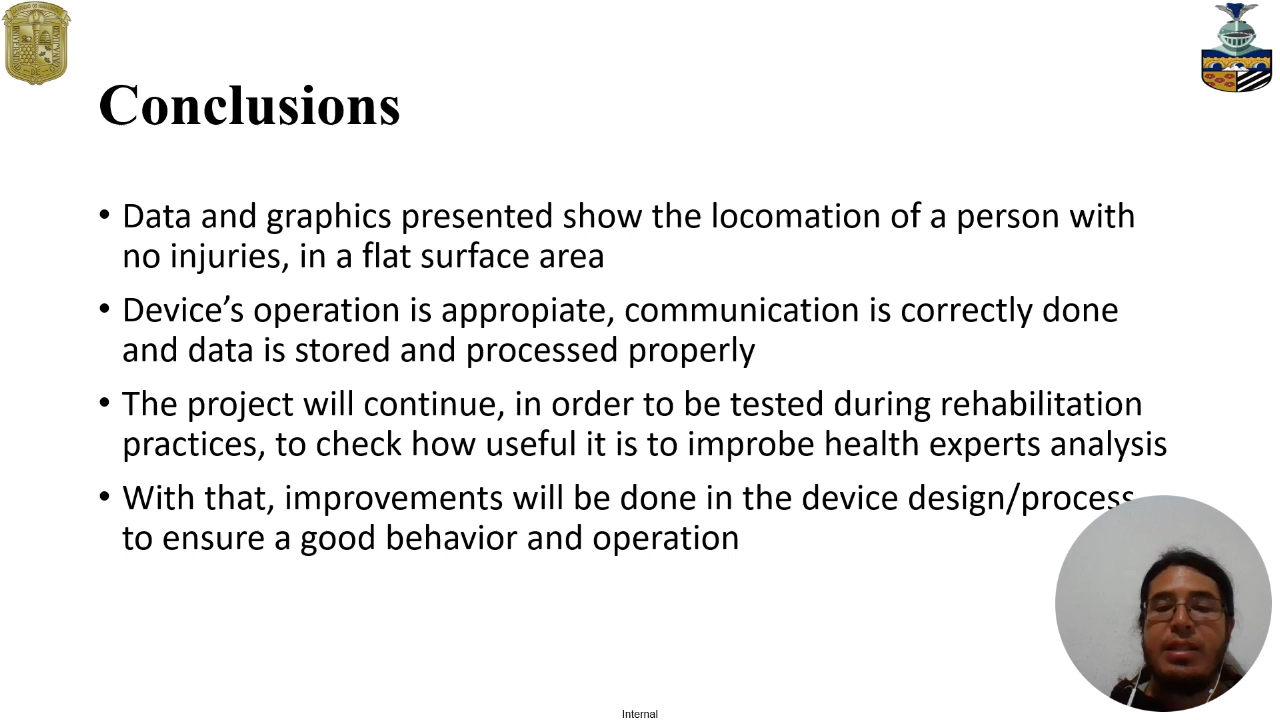 Conclusions
• Data and graphics presented show the locomation of a person with
no injuries, in a flat surface area
• Device’s operation is appropiate, communication is correctly done
and data is stored and processed properly
• The project will continue, in order to be tested during rehabilitation
practices, to check how useful it is to improbe health experts analysis
• With that, improvements will be done in the device design/process
to ensure a good behavior and operation
Internal